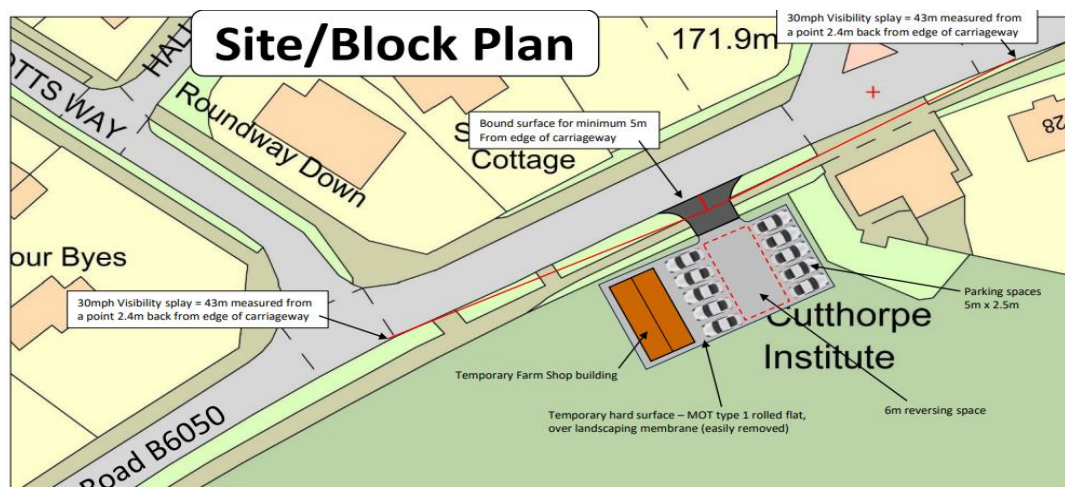 Site/Block Plan
30mph Visibility splay = 43m measured from
a point 2.4m back from edge of carriageway
171.9m
HALL
OTTS WAY
Roundway Down
Bound surface for minimum 5m
From edge of carriageway
S
Cottage
28
our Byes
30mph Visibility splay = 43m measured from
a point 2.4m back from edge of carriageway
Parking spaces
5m x 2.5m
Cutthorpe
Institute
Temporary Farm Shop building
Temporary hard surface – MOT type 1 rolled flat,
over landscaping membrane (easily removed)
6m reversing space
Road B6050